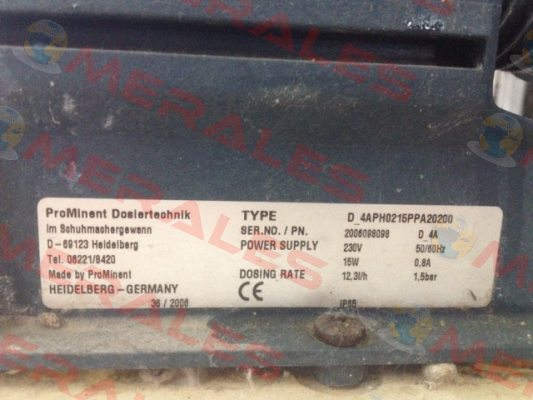 ProMinent Dosiertechnik
Im Schuhmachergewann
D - 69123 Heidelberg
Tel. 06221/8420
Made by ProMinent
HEIDELBERG - GERMANY
36 / 2006
TYPE D_4APH0215PPA20200
SER.NO. / PN. 2006098098 D_4A
POWER SUPPLY 230V 50/60Hz
15W 0,8A
DOSING RATE 12,3l/h 1,5bar
CE
IP65
MERALES
MERALES
MERALES